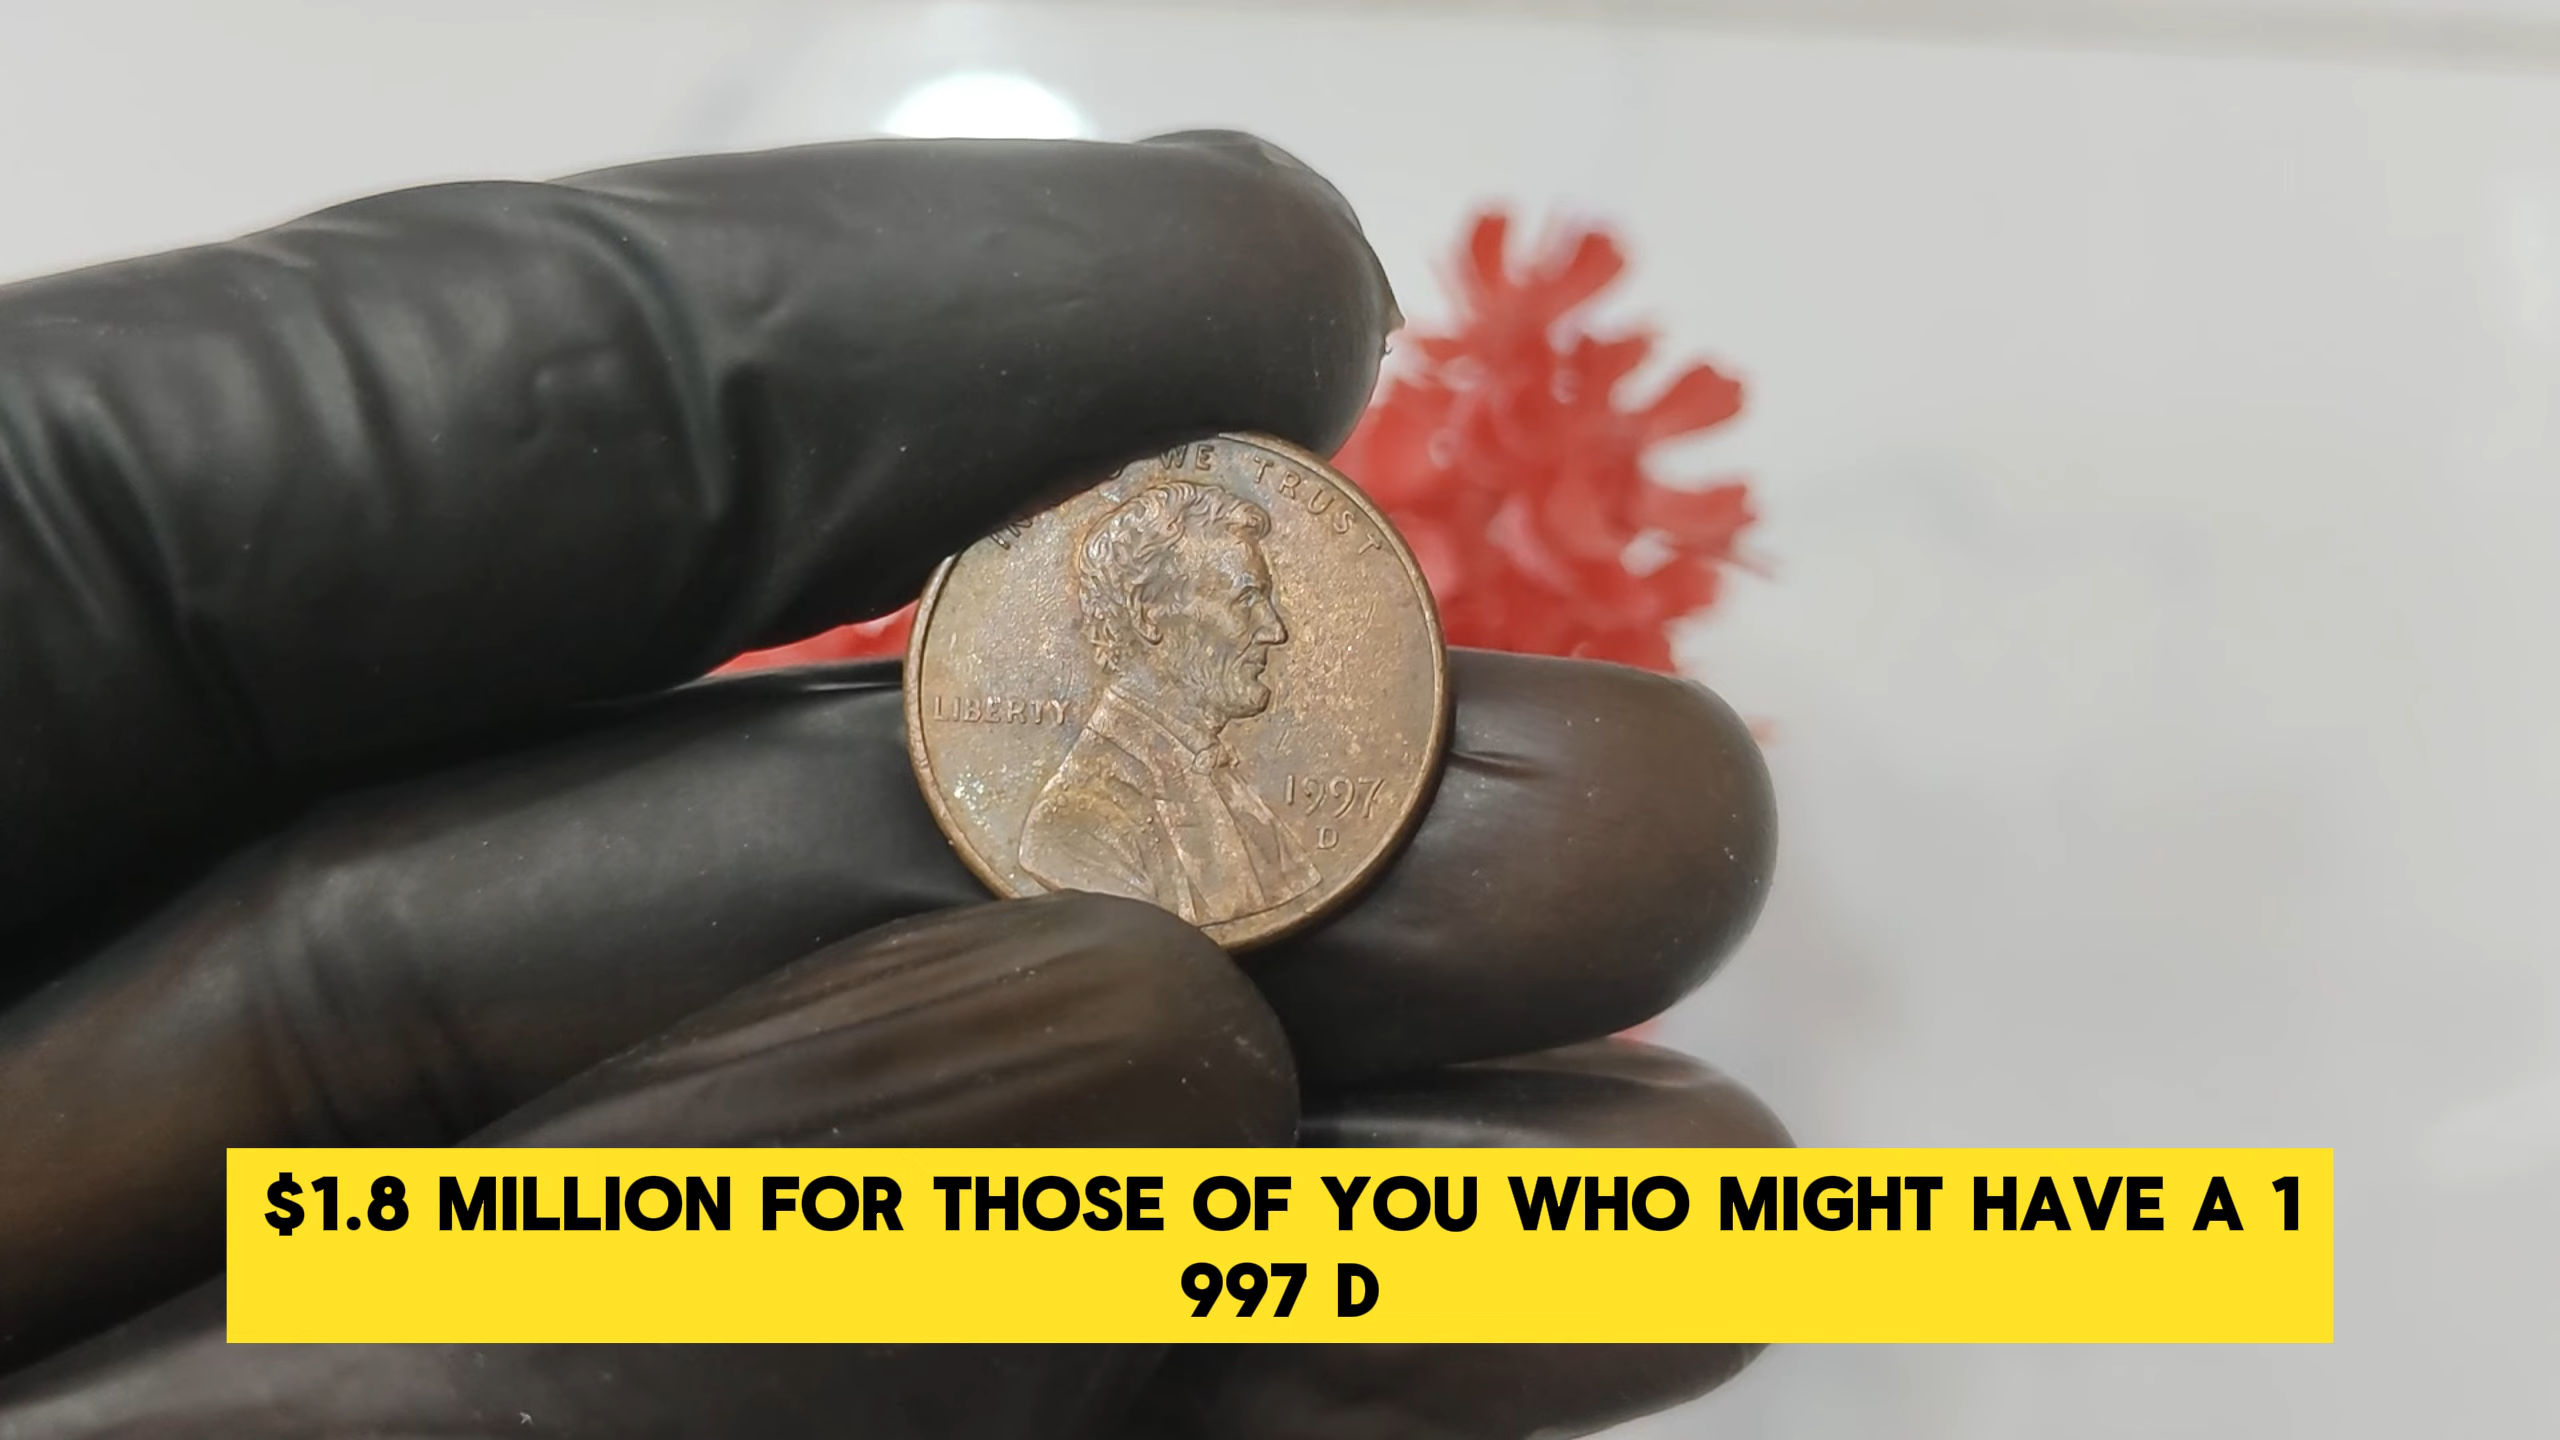 IN
WE TRUST
LIBERTY
1997
D
$1.8 MILLION FOR THOSE OF YOU WHO MIGHT HAVE A 1
997 D